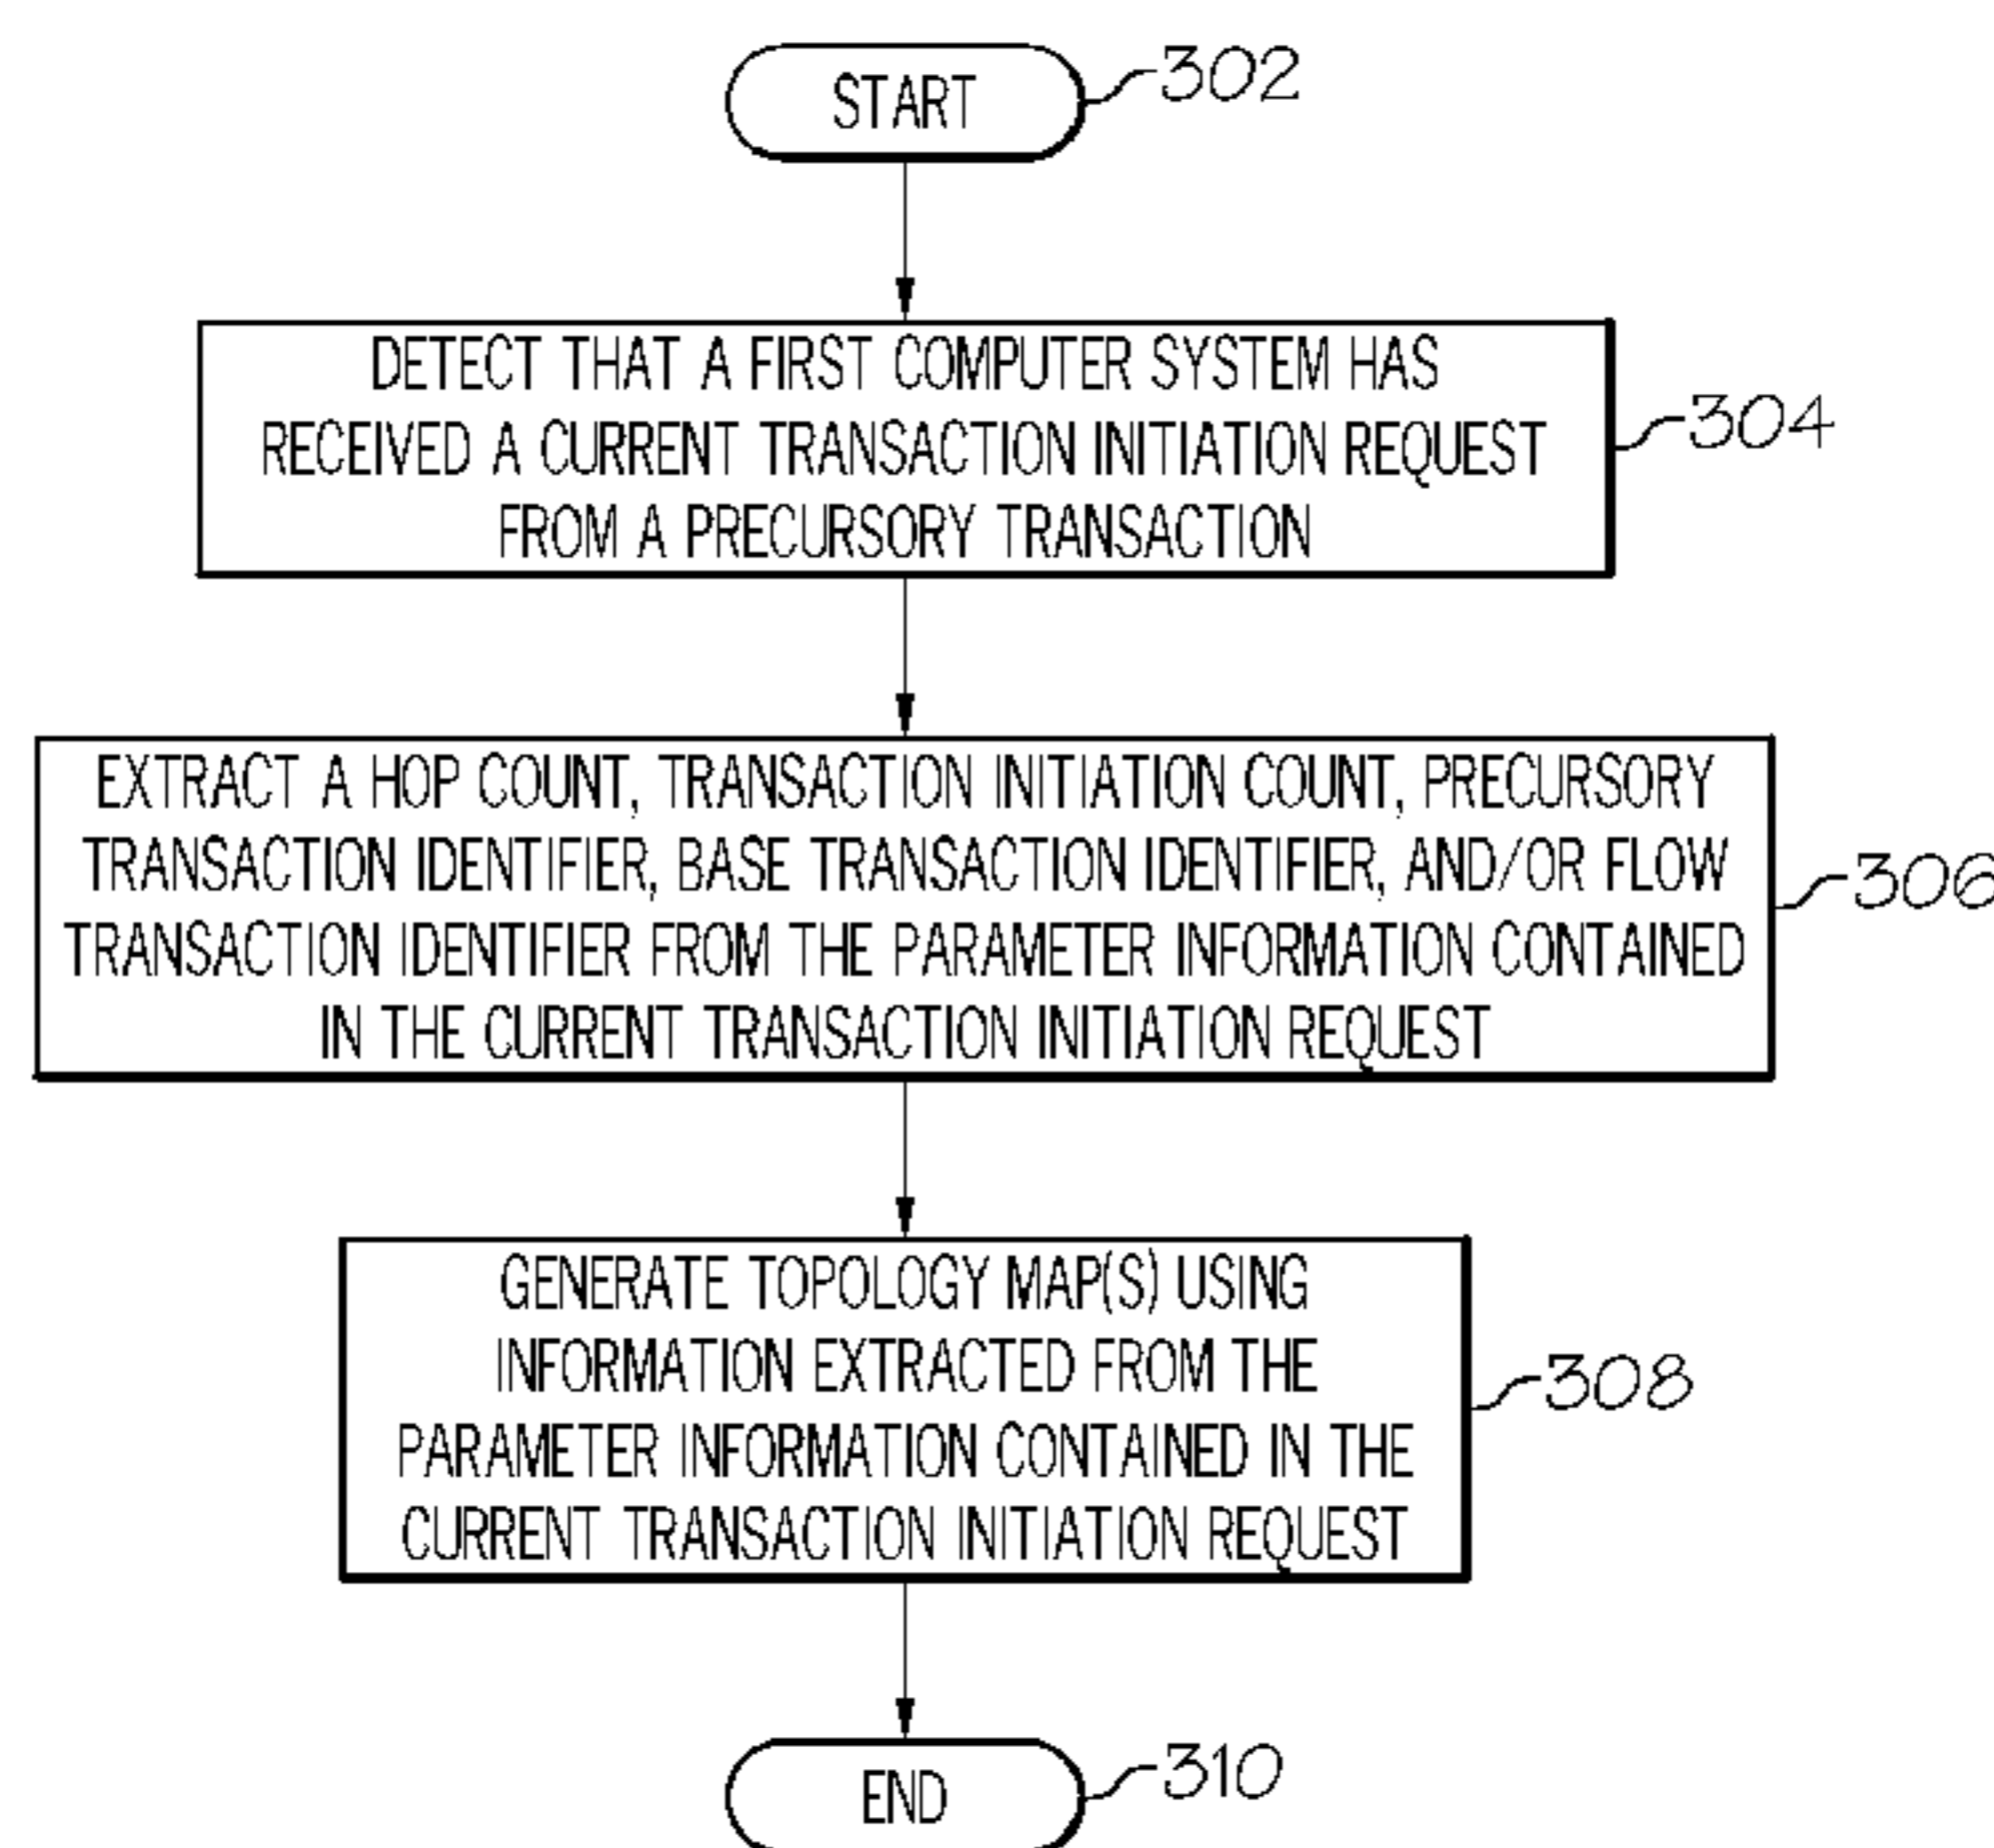 START
302
DETECT THAT A FIRST COMPUTER SYSTEM HAS
RECEIVED A CURRENT TRANSACTION INITIATION REQUEST
FROM A PRECURSORY TRANSACTION
304
EXTRACT A HOP COUNT, TRANSACTION INITIATION COUNT, PRECURSORY
TRANSACTION IDENTIFIER, BASE TRANSACTION IDENTIFIER, AND/OR FLOW
TRANSACTION IDENTIFIER FROM THE PARAMETER INFORMATION CONTAINED
IN THE CURRENT TRANSACTION INITIATION REQUEST
306
GENERATE TOPOLOGY MAP(S) USING
INFORMATION EXTRACTED FROM THE
PARAMETER INFORMATION CONTAINED IN THE
CURRENT TRANSACTION INITIATION REQUEST
308
END
310